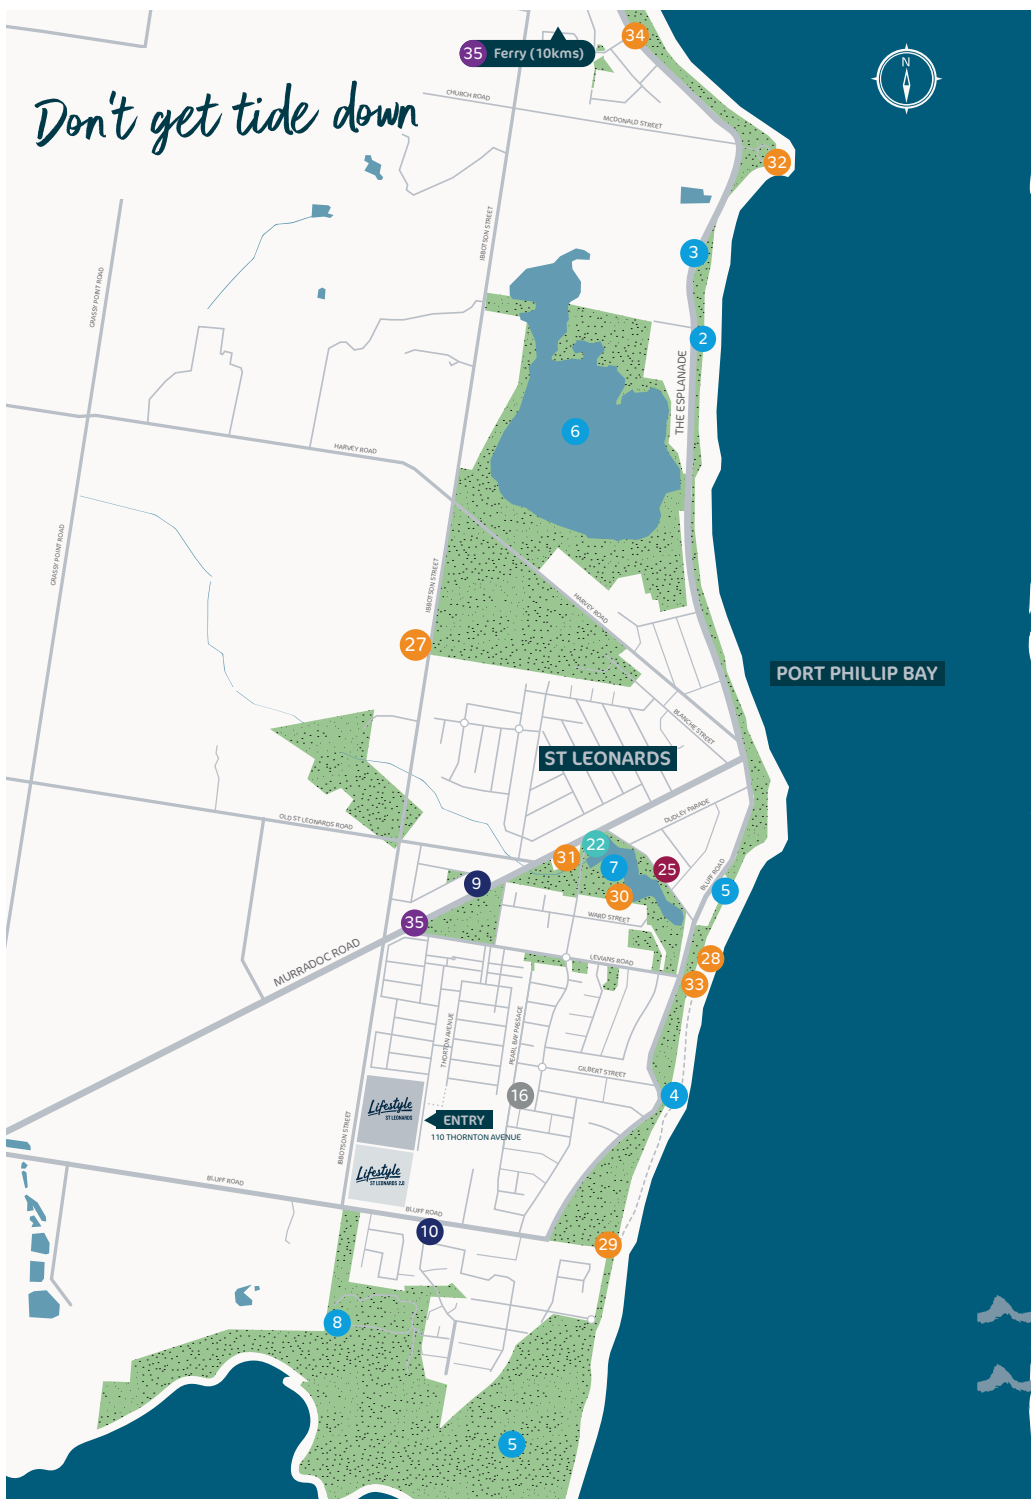 34
35 Ferry (10kms)
N
CHURCH ROAD
Don't get tide down
MCDONALD STREET
32
IBBOTSON STREET
3
GRASSY POINT ROAD
2
THE ESPLANADE
6
HARVEY ROAD
GRASSY POINT ROAD
IBBOTSON STREET
HARVEY ROAD
27
PORT PHILLIP BAY
BLANCHE STREET
ST LEONARDS
DUDLEY PARADE
OLD ST LEONARDS ROAD
22
31
7
25
BLUFF ROAD
9
5
30
WARD STREET
35
MURRADOC ROAD
LEVIANS ROAD
28
33
THORTON AVENUE
PEARL BAY PASSAGE
GILBERT STREET
16
4
Lifestyle
ST LEONARDS
ENTRY
110 THORNTON AVENUE
IBBOTSON STREET
Lifestyle
ST LEONARDS 2.0
BLUFF ROAD
BLUFF ROAD
10
29
8
5